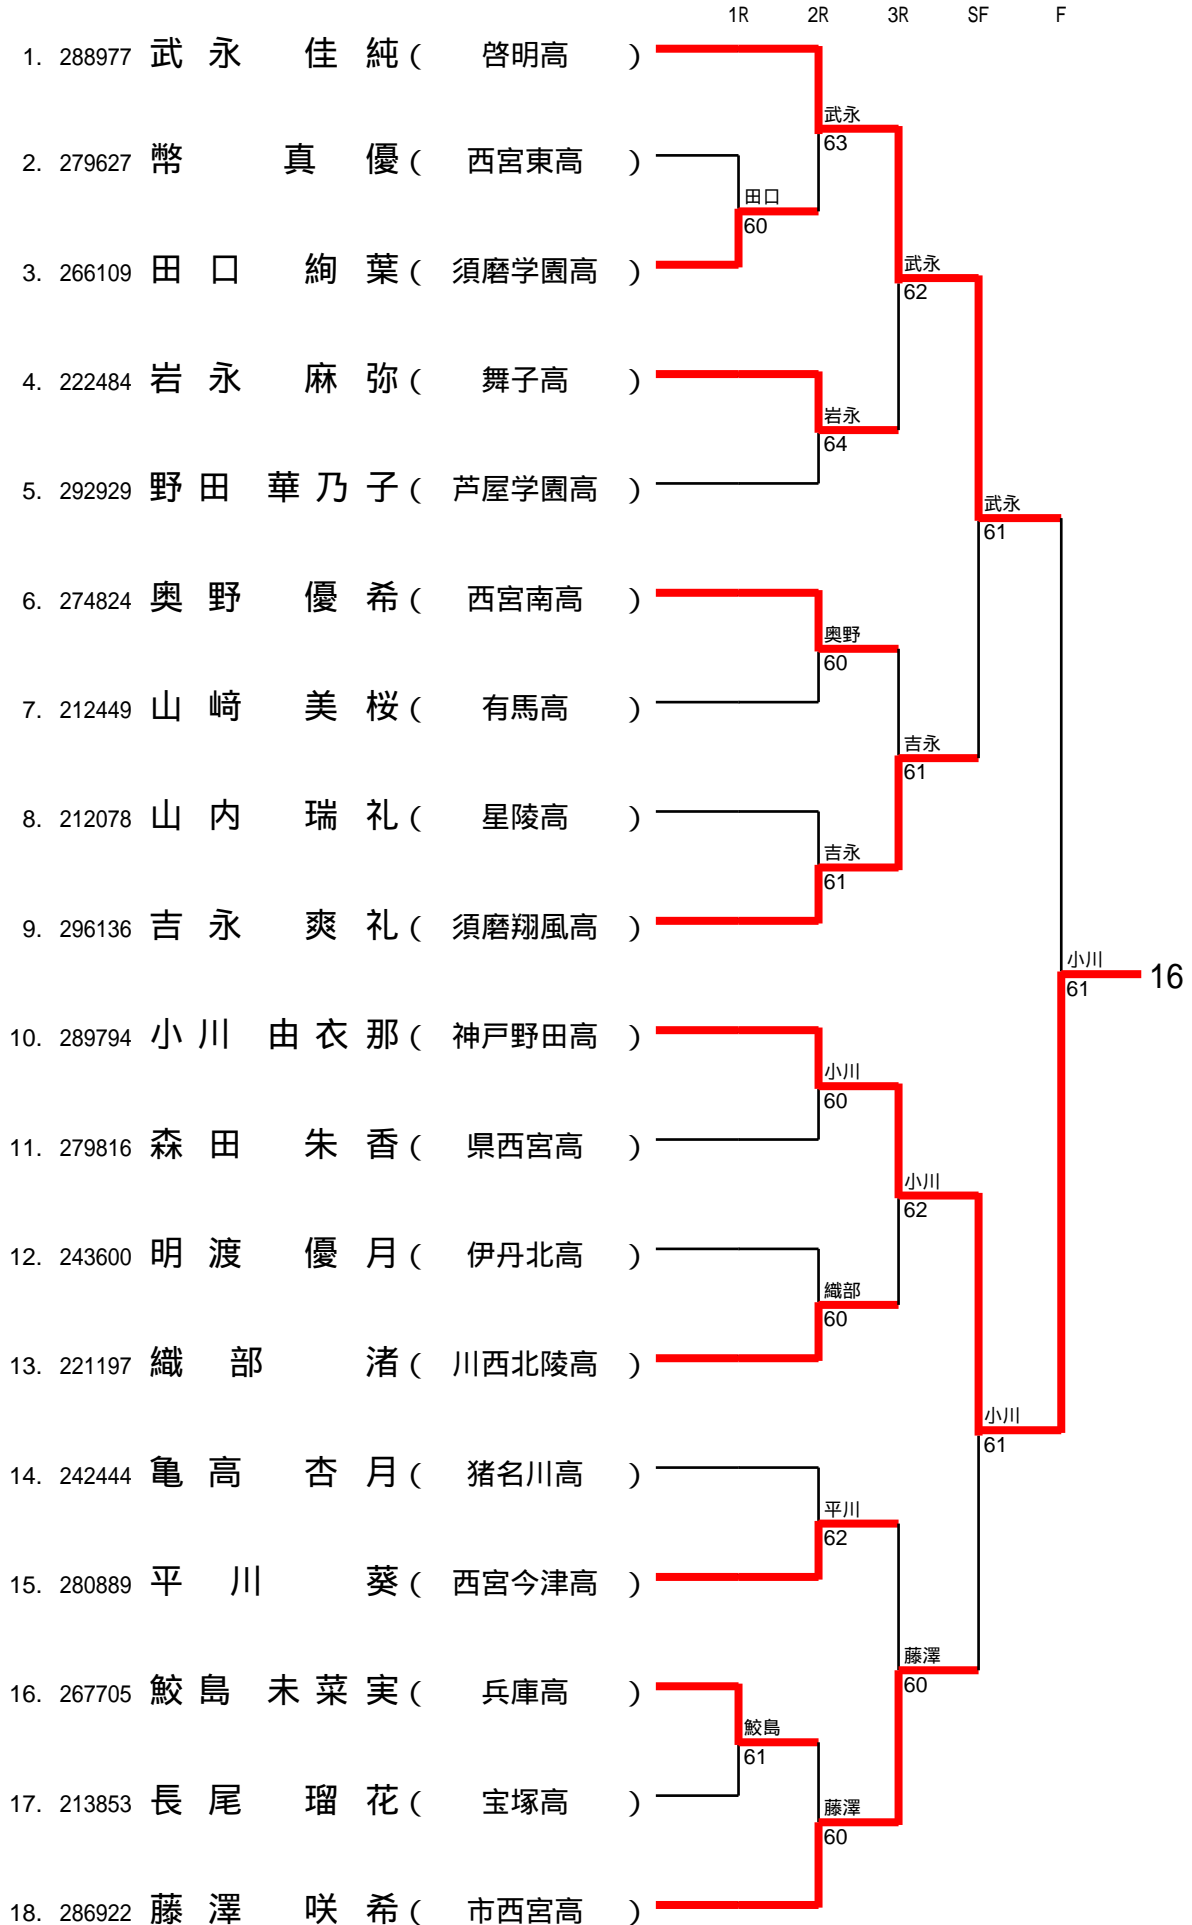 1R 2R 3R SF F
1. 288977 武永 佳純 ( 啓明高 )
武永
63
2. 279627 幣 真優 ( 西宮東高 )
田口
60
3. 266109 田口 絢葉 ( 須磨学園高 )
武永
62
4. 222484 岩永 麻弥 ( 舞子高 )
岩永
64
5. 292929 野田 華乃子 ( 芦屋学園高 )
武永
61
6. 274824 奥野 優希 ( 西宮南高 )
奥野
60
7. 212449 山﨑 美桜 ( 有馬高 )
吉永
61
8. 212078 山内 瑞礼 ( 星陵高 )
吉永
61
9. 296136 吉永 爽礼 ( 須磨翔風高 )
小川
61
16
10. 289794 小川 由衣那 ( 神戸野田高 )
小川
60
11. 279816 森田 朱香 ( 県西宮高 )
小川
62
12. 243600 明渡 優月 ( 伊丹北高 )
織部
60
13. 221197 織部 渚 ( 川西北陵高 )
小川
61
14. 242444 亀高 杏月 ( 猪名川高 )
平川
62
15. 280889 平川 葵 ( 西宮今津高 )
藤澤
60
16. 267705 鮫島 未菜実 ( 兵庫高 )
鮫島
61
17. 213853 長尾 瑠花 ( 宝塚高 )
藤澤
60
18. 286922 藤澤 咲希 ( 市西宮高 )